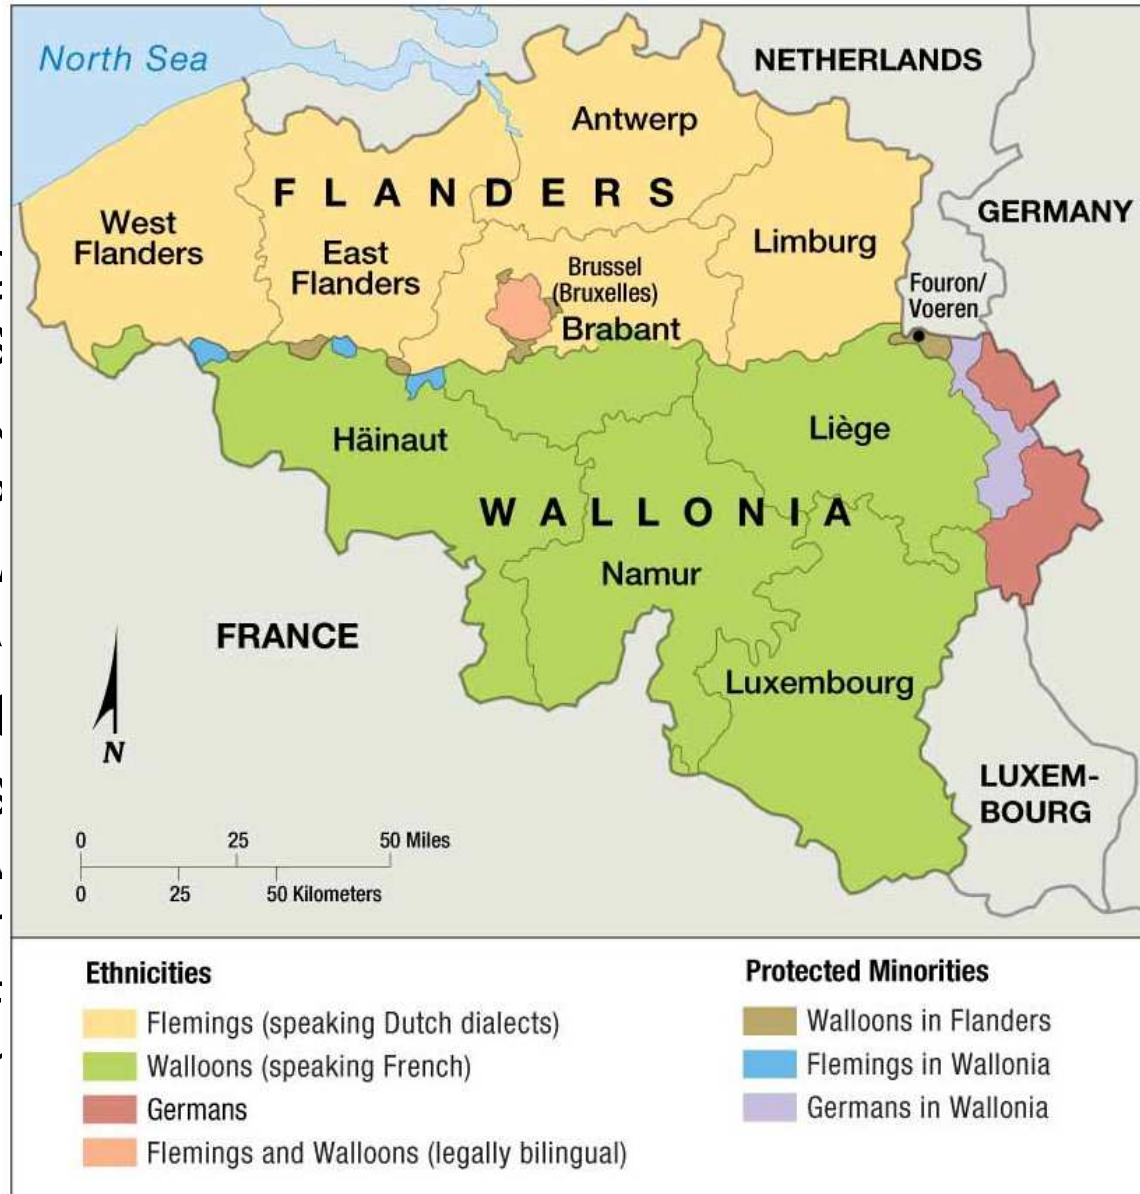 North Sea
NETHERLANDS
Antwerp
FLANDERS
GERMANY
West
Flanders
East
Flanders
Limburg
Brussel
(Bruxelles)
Brabant
Fouron/
Voeren
Häinaut
Liège
WALLONIA
Namur
FRANCE
Luxembourg
N
LUXEM-
BOURG
0 25 50 Miles
0 25 50 Kilometers
Ethnicities
Flemings (speaking Dutch dialects)
Walloons (speaking French)
Germans
Flemings and Walloons (legally bilingual)
Protected Minorities
Walloons in Flanders
Flemings in Wallonia
Germans in Wallonia